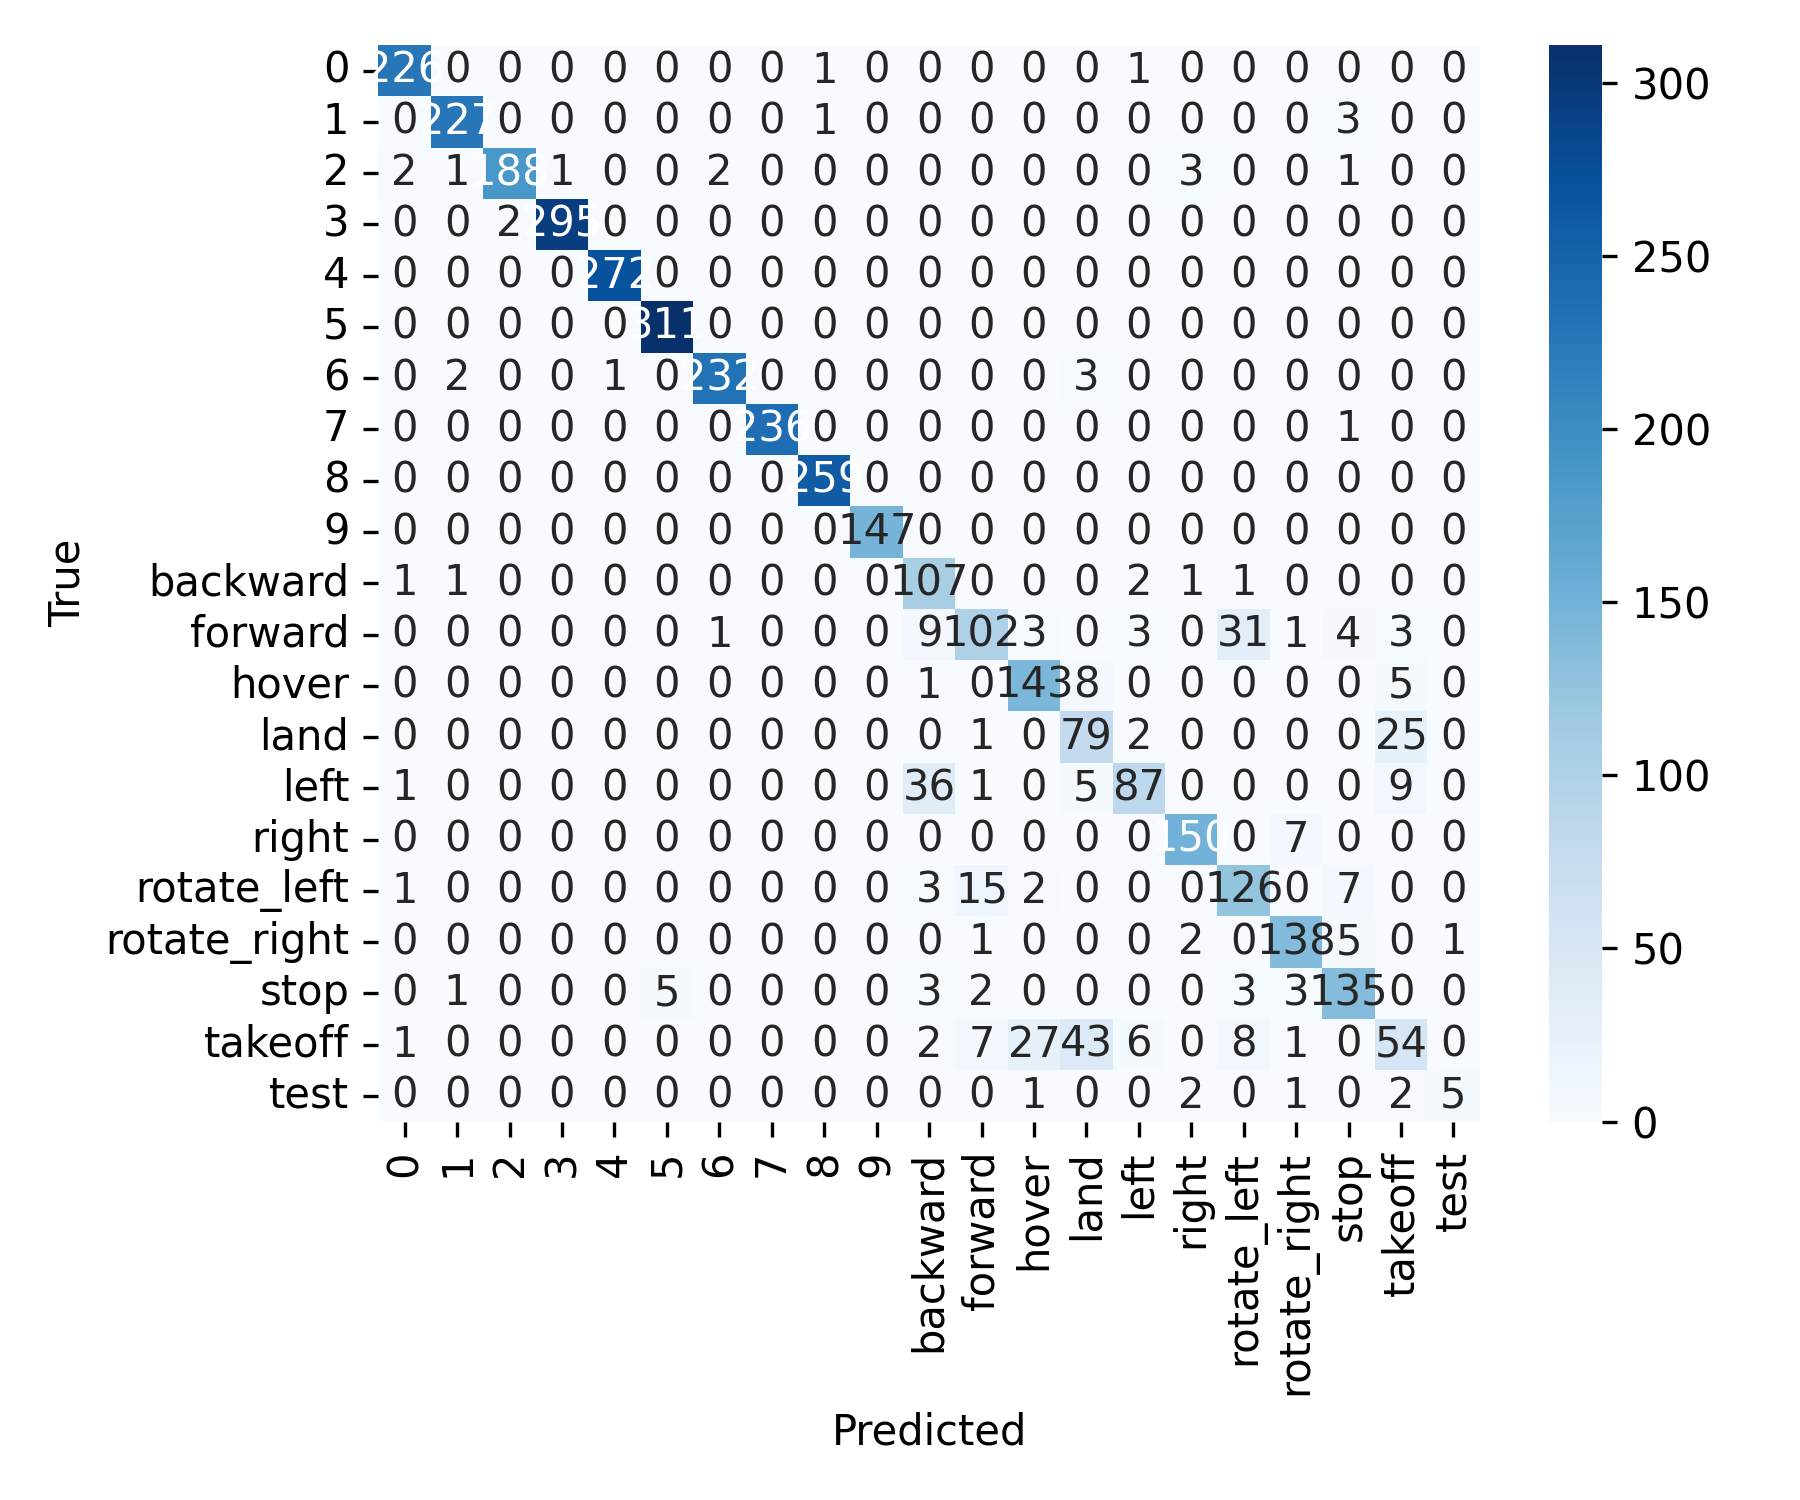 0 226 0 0 0 0 0 0 0 1 0 0 0 0 0 1 0 0 0 0 0 0
1 0 227 0 0 0 0 0 0 1 0 0 0 0 0 0 0 0 0 3 0 0
2 2 1 188 1 0 0 2 0 0 0 0 0 0 0 0 3 0 0 1 0 0
3 0 0 2 295 0 0 0 0 0 0 0 0 0 0 0 0 0 0 0 0 0
4 0 0 0 0 272 0 0 0 0 0 0 0 0 0 0 0 0 0 0 0 0
5 0 0 0 0 0 311 0 0 0 0 0 0 0 0 0 0 0 0 0 0 0
6 0 2 0 0 1 0 232 0 0 0 0 0 0 3 0 0 0 0 0 0 0
7 0 0 0 0 0 0 0 236 0 0 0 0 0 0 0 0 0 0 1 0 0
8 0 0 0 0 0 0 0 0 259 0 0 0 0 0 0 0 0 0 0 0 0
9 0 0 0 0 0 0 0 0 0 147 0 0 0 0 0 0 0 0 0 0 0
backward 1 1 0 0 0 0 0 0 0 0 107 0 0 0 2 1 1 0 0 0 0
forward 0 0 0 0 0 0 1 0 0 0 9 102 3 0 3 0 31 1 4 3 0
hover 0 0 0 0 0 0 0 0 0 0 1 0 143 8 0 0 0 0 0 5 0
land 0 0 0 0 0 0 0 0 0 0 0 1 0 79 2 0 0 0 0 25 0
left 1 0 0 0 0 0 0 0 0 0 36 1 0 5 87 0 0 0 0 9 0
right 0 0 0 0 0 0 0 0 0 0 0 0 0 0 0 150 0 7 0 0 0
rotate_left 1 0 0 0 0 0 0 0 0 0 3 15 2 0 0 0 126 0 7 0 0
rotate_right 0 0 0 0 0 0 0 0 0 0 0 1 0 0 0 2 0 138 5 0 1
stop 0 1 0 0 0 5 0 0 0 0 3 2 0 0 0 0 3 3 135 0 0
takeoff 1 0 0 0 0 0 0 0 0 0 2 7 27 43 6 0 8 1 0 54 0
test 0 0 0 0 0 0 0 0 0 0 0 0 1 0 0 2 0 1 0 2 5
0 1 2 3 4 5 6 7 8 9 backward forward hover land left right rotate_left rotate_right stop takeoff test
Predicted
True
300
250
200
150
100
50
0